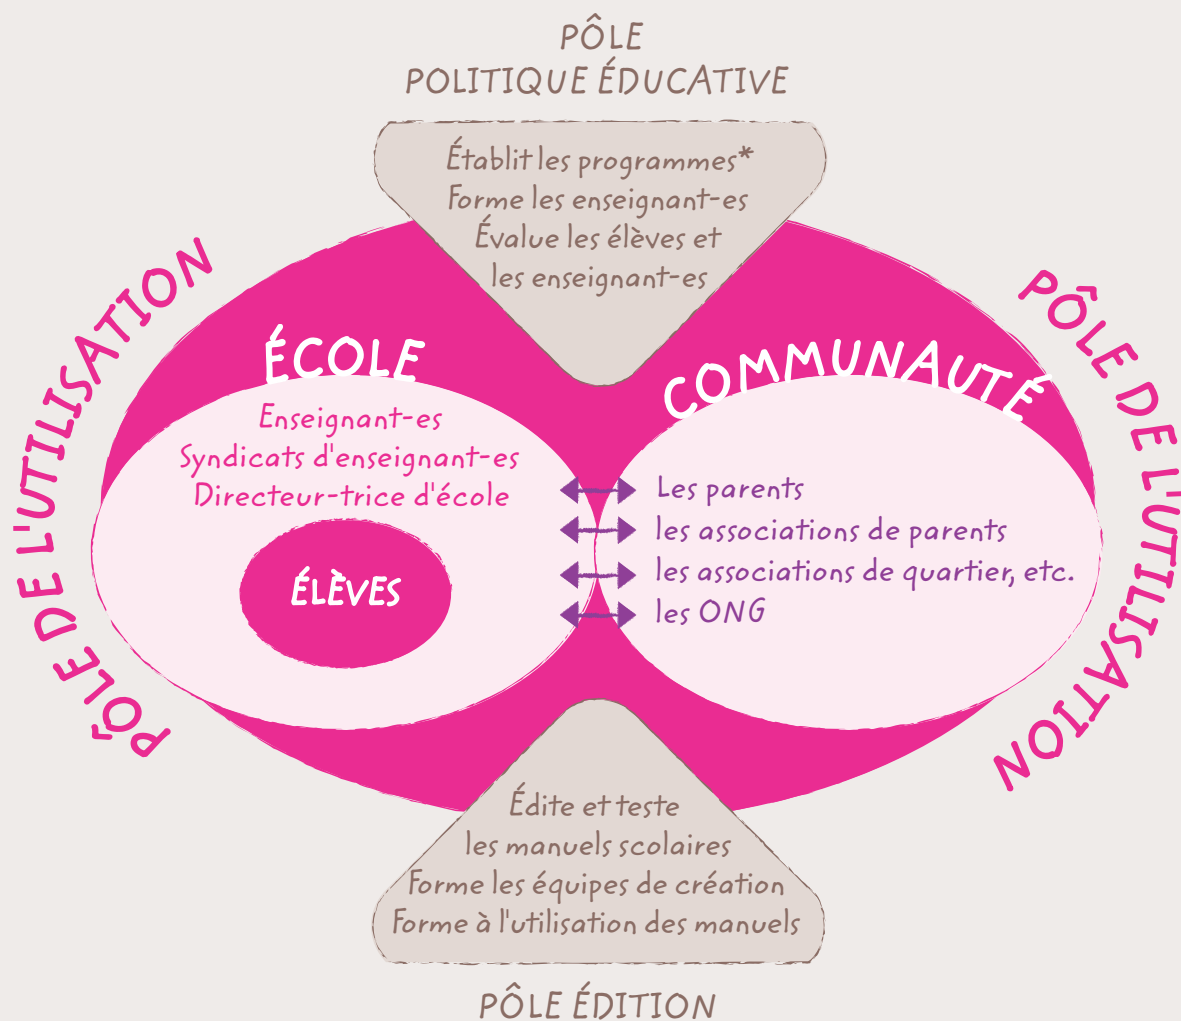 PÔLE
POLITIQUE ÉDUCATIVE
Établit les programmes*
Forme les enseignant-es
Évalue les élèves et
les enseignant-es
PÔLE DE L'UTILISATION
PÔLE DE L'UTILISATION
ÉCOLE
Enseignant-es
Syndicats d'enseignant-es
Directeur-trice d'école
ÉLÈVES
COMMUNAUTÉ
Les parents
les associations de parents
les associations de quartier, etc.
les ONG
Édite et teste
les manuels scolaires
Forme les équipes de création
Forme à l'utilisation des manuels
PÔLE ÉDITION